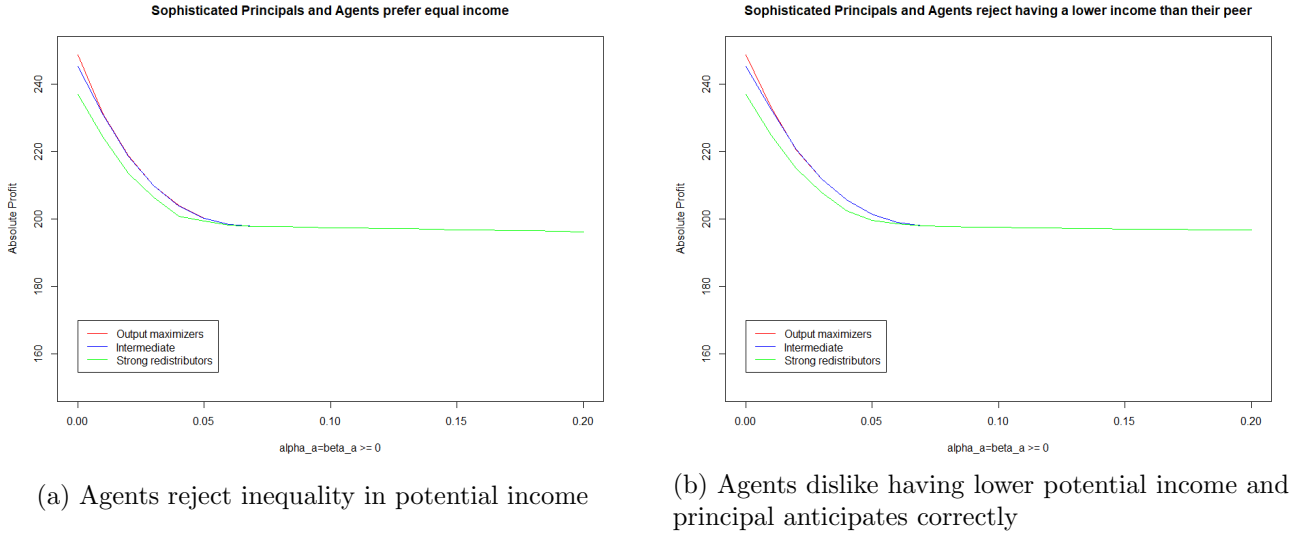 Sophisticated Principals and Agents prefer equal income
Absolute Profit
240
220
200
180
160
Output maximizers
Intermediate
Strong redistributors
0.00 0.05 0.10 0.15 0.20
alpha_a=beta_a >= 0
(a) Agents reject inequality in potential income
Sophisticated Principals and Agents reject having a lower income than their peer
Absolute Profit
240
220
200
180
160
Output maximizers
Intermediate
Strong redistributors
0.00 0.05 0.10 0.15 0.20
alpha_a=beta_a >= 0
(b) Agents dislike having lower potential income and
principal anticipates correctly